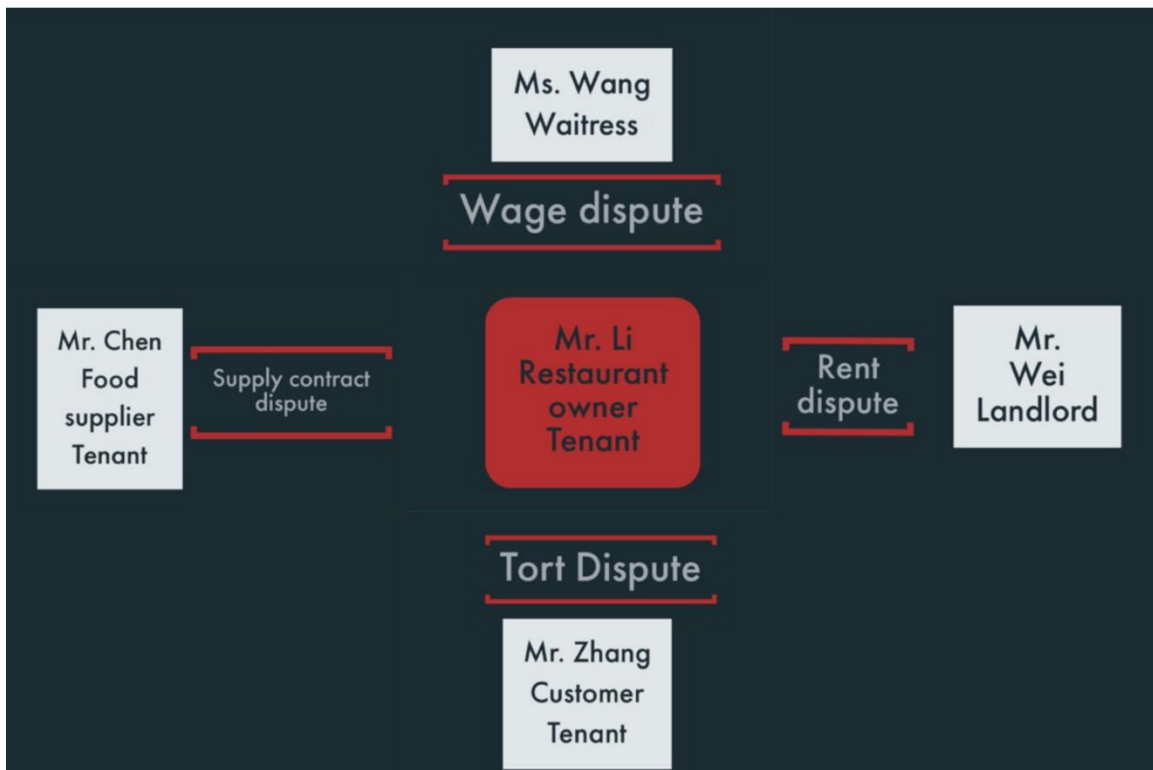 Ms. Wang
Waitress
Wage dispute
Mr. Chen
Food
supplier
Tenant
Supply contract
dispute
Mr. Li
Restaurant
owner
Tenant
Rent
dispute
Mr.
Wei
Landlord
Tort Dispute
Mr. Zhang
Customer
Tenant